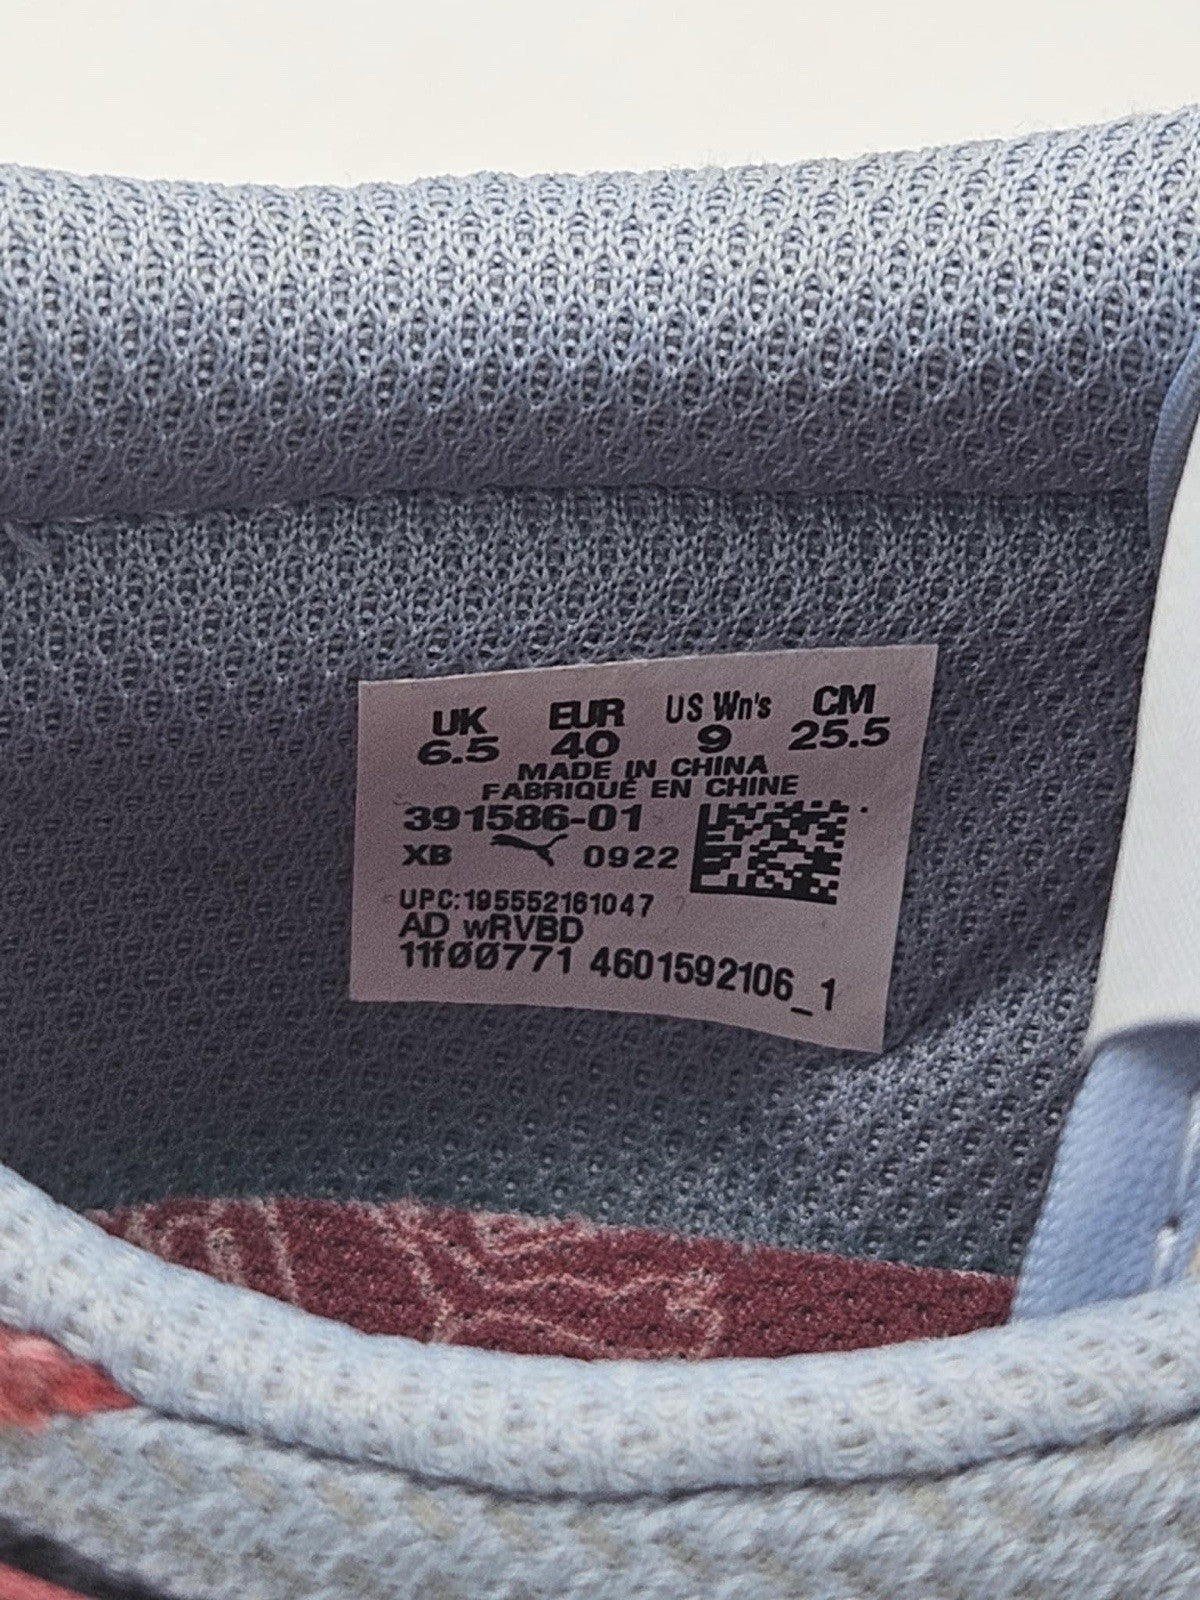 UK EUR US Wn's CM
6.5 40 9 25.5
MADE IN CHINA
FABRIQUÉ EN CHINE
391586-01
XB 0922
UPC:195552161047
AD wRVBD
11fØØ771 4601592106_1